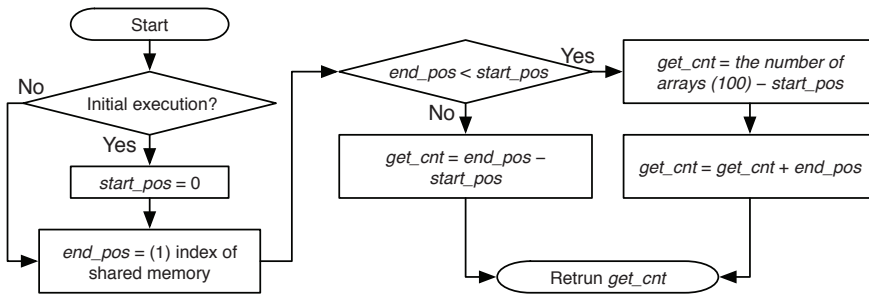 Start
No
Initial execution?
Yes
start_pos = 0
end_pos = (1) index of
shared memory
end_pos < start_pos
Yes
No
get_cnt = end_pos –
start_pos
get_cnt = the number of
arrays (100) – start_pos
get_cnt = get_cnt + end_pos
Retrun get_cnt